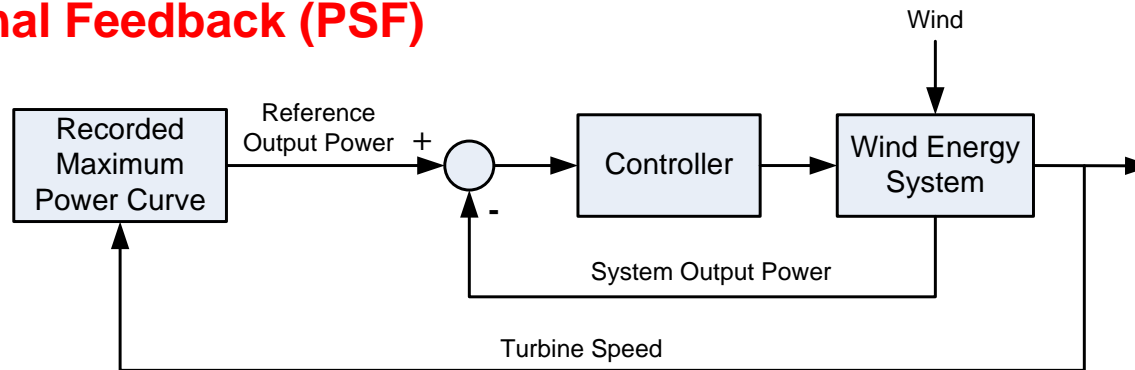 nal Feedback (PSF)
Wind
Reference
Output Power +
Recorded
Maximum
Power Curve
Controller
Wind Energy
System
-
System Output Power
Turbine Speed